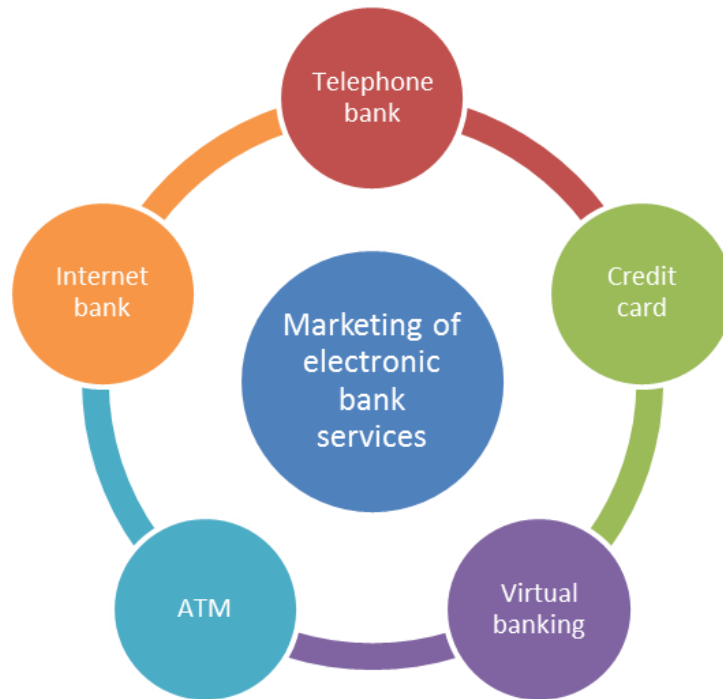 Telephone
bank
Credit
card
Virtual
banking
ATM
Internet
bank
Marketing of
electronic
bank
services